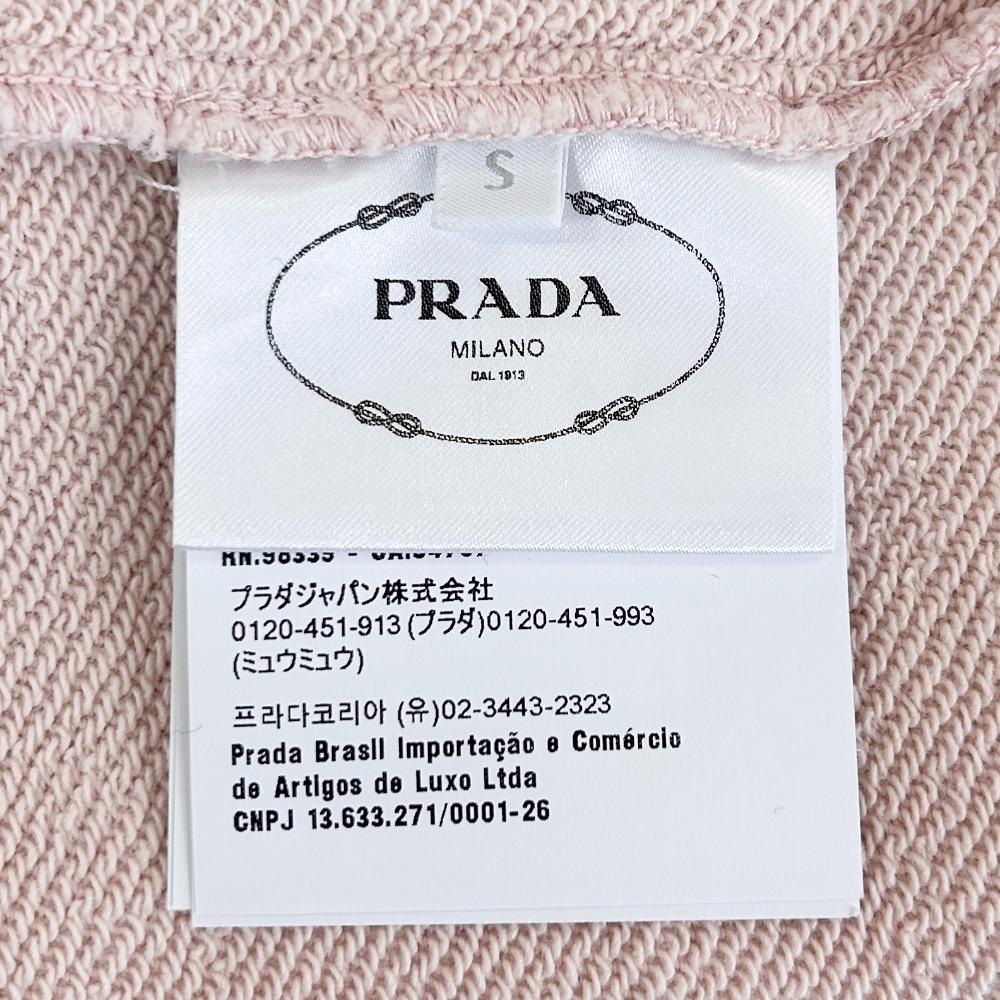 S
PRADA
MILANO
DAL 1913
RN.98339 -
プラダジャパン株式会社
0120-451-913 (プラダ)0120-451-993
(ミュウミュウ)
프라다코리아 (유)02-3443-2323
Prada Brasil Importação e Comércio
de Artigos de Luxo Ltda
CNPJ 13.633.271/0001-26